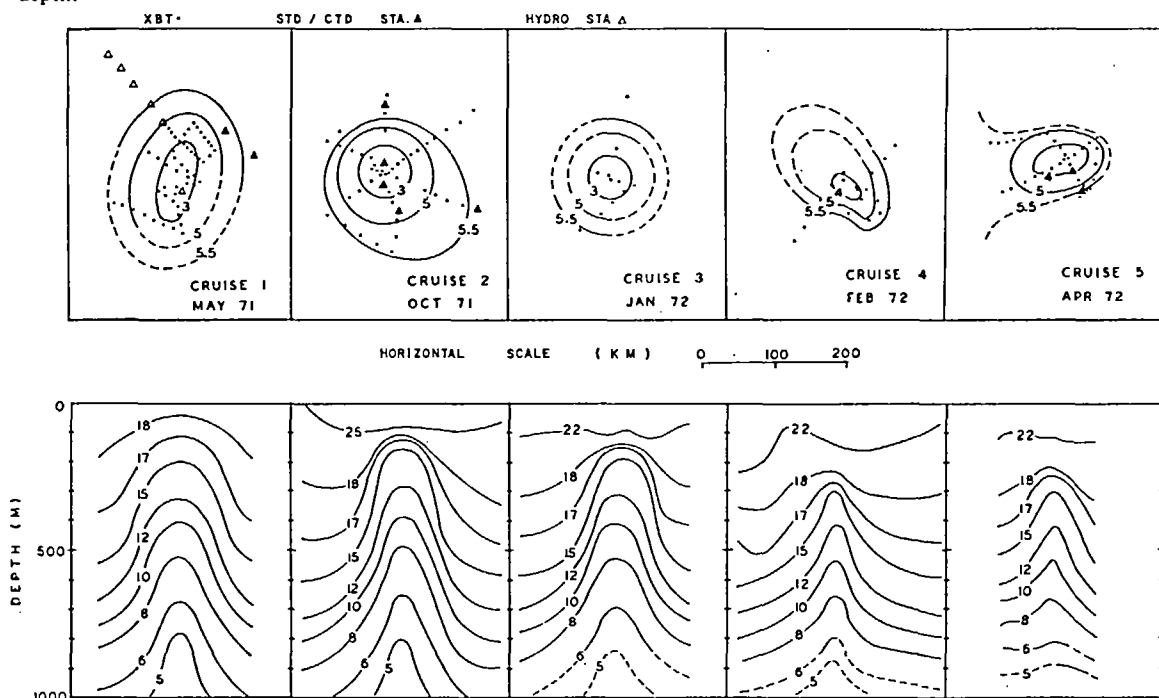 depth.
XBT· STD / CTD STA. ▲ HYDRO STA △
3 5 5.5
CRUISE 1
MAY 71
3 5 5.5
CRUISE 2
OCT 71
3 5 5.5
CRUISE 3
JAN 72
4 5 5.5
CRUISE 4
FEB 72
4 5 5.5
CRUISE 5
APR 72
HORIZONTAL SCALE (KM) 0 100 200
DEPTH (M)
0
500
1000
18 17 15 12 10 8 6 5
25 18 17 15 12 10 8 6 5
22 18 17 15 12 10 8 6 5
22 18 17 15 12 10 8 6 5
22 18 17 15 12 10 8 6 5